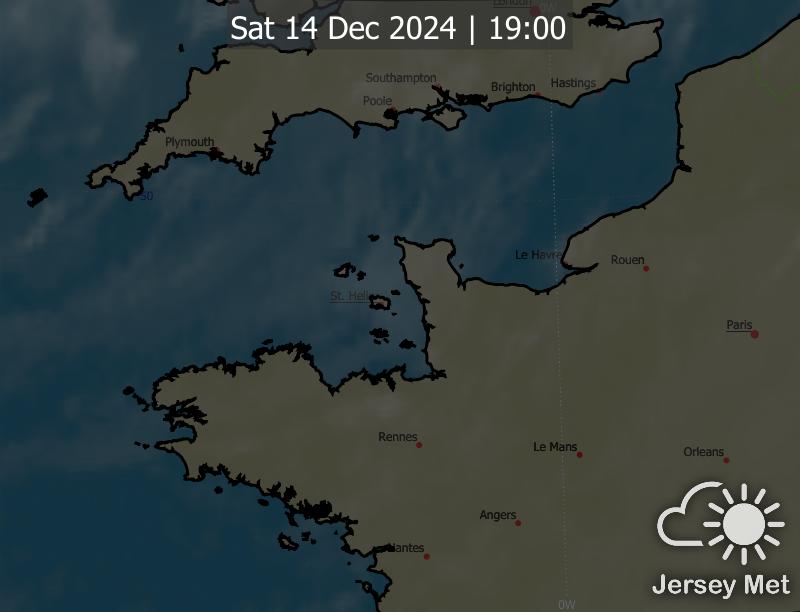 London
0W
Sat 14 Dec 2024 | 19:00
Southampton
Brighton
Hastings
Poole
Plymouth
50
Le Havre
Rouen
St. Heli
Paris
Rennes
Le Mans
Orleans
Angers
Nantes
Jersey Met
0W